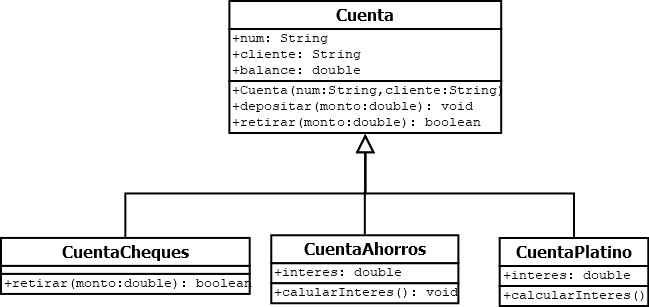 Cuenta
+num: String
+cliente: String
+balance: double
+Cuenta(num:String,cliente:String)
+depositar(monto:double): void
+retirar(monto:double): boolean
CuentaCheques
+retirar(monto:double): boolean
CuentaAhorros
+interes: double
+calularInteres(): void
CuentaPlatino
+interes: double
+calcularInteres()